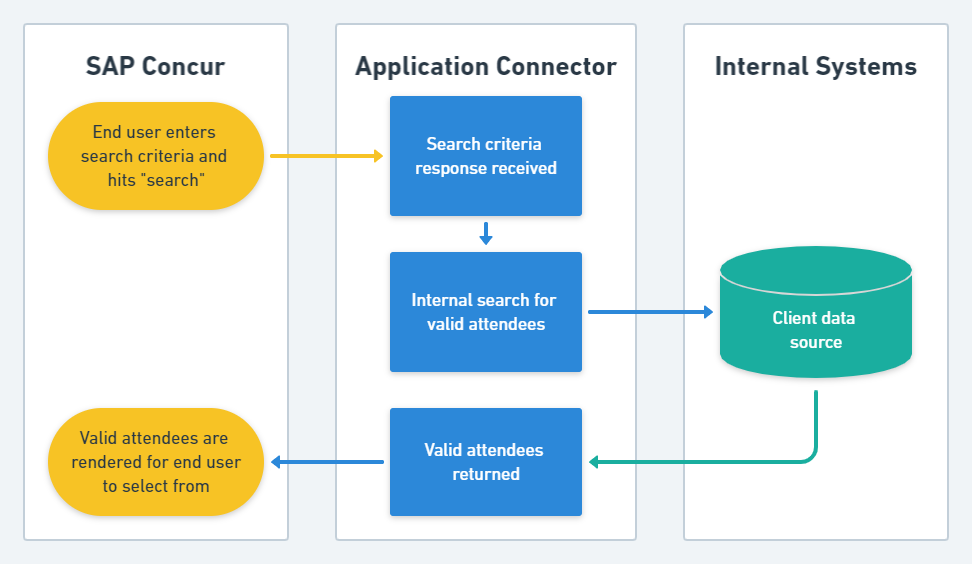 SAP Concur
Application Connector
Internal Systems
End user enters
search criteria and
hits "search"
Search criteria
response received
Internal search for
valid attendees
Client data
source
Valid attendees
returned
Valid attendees are
rendered for end user
to select from